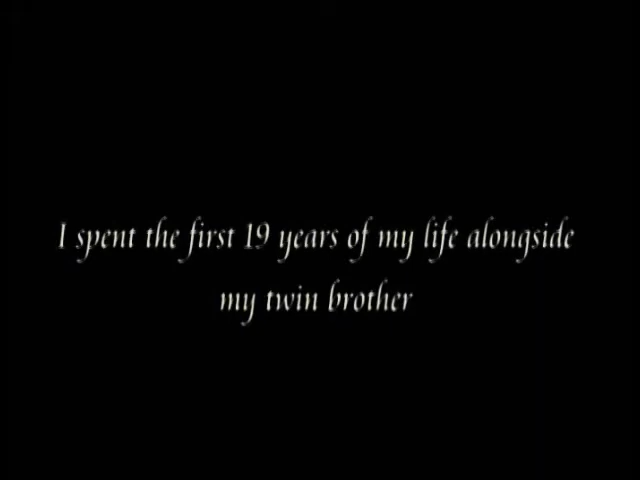 I spent the first 19 years of my life alongside
my twin brother